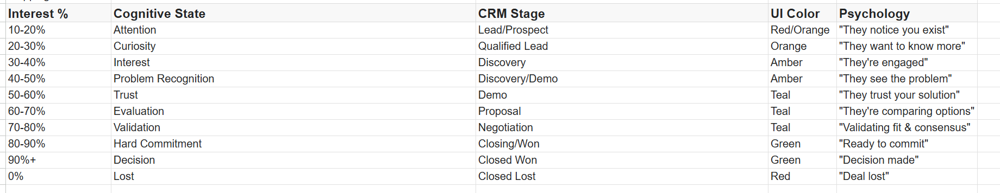 Interest % Cognitive State CRM Stage UI Color Psychology
10-20% Attention Lead/Prospect Red/Orange "They notice you exist"
20-30% Curiosity Qualified Lead Orange "They want to know more"
30-40% Interest Discovery Amber "They're engaged"
40-50% Problem Recognition Discovery/Demo Amber "They see the problem"
50-60% Trust Demo Teal "They trust your solution"
60-70% Evaluation Proposal Teal "They're comparing options"
70-80% Validation Negotiation Teal "Validating fit & consensus"
80-90% Hard Commitment Closing/Won Green "Ready to commit"
90%+ Decision Closed Won Green "Decision made"
0% Lost Closed Lost Red "Deal lost"